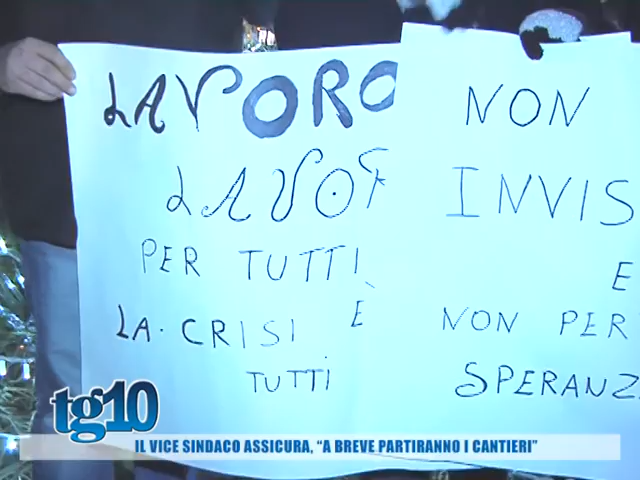 LAVORO
LAVOR
PER TUTTI
LA CRISI È
TUTTI
NON
INVIS
E
NON PER
SPERANZ
tg10
IL VICE SINDACO ASSICURA, “A BREVE PARTIRANNO I CANTIERI”